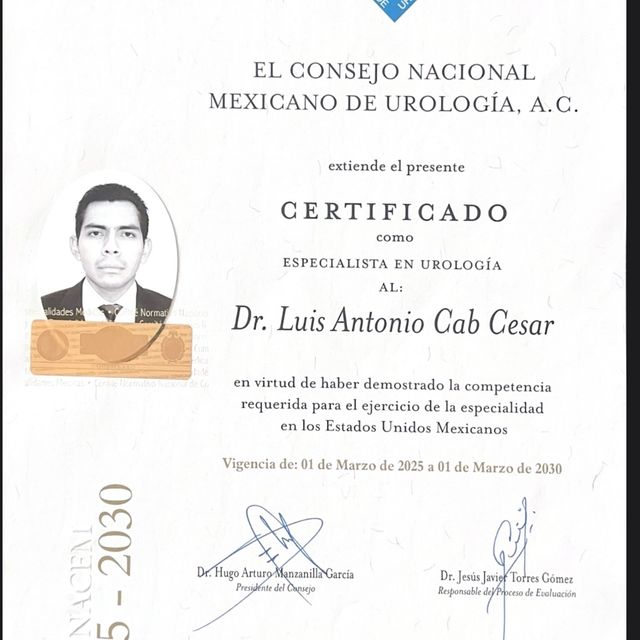 EL CONSEJO NACIONAL
MEXICANO DE UROLOGÍA, A.C.
extiende el presente
CERTIFICADO
como
ESPECIALISTA EN UROLOGÍA
AL:
Dr. Luis Antonio Cab Cesar
en virtud de haber demostrado la competencia
requerida para el ejercicio de la especialidad
en los Estados Unidos Mexicanos
Vigencia de: 01 de Marzo de 2025 a 01 de Marzo de 2030
Dr. Hugo Arturo Manzanilla García
Presidente del Consejo
Dr. Jesús Javier Torres Gómez
Responsable del Proceso de Evaluación
5 - 2030